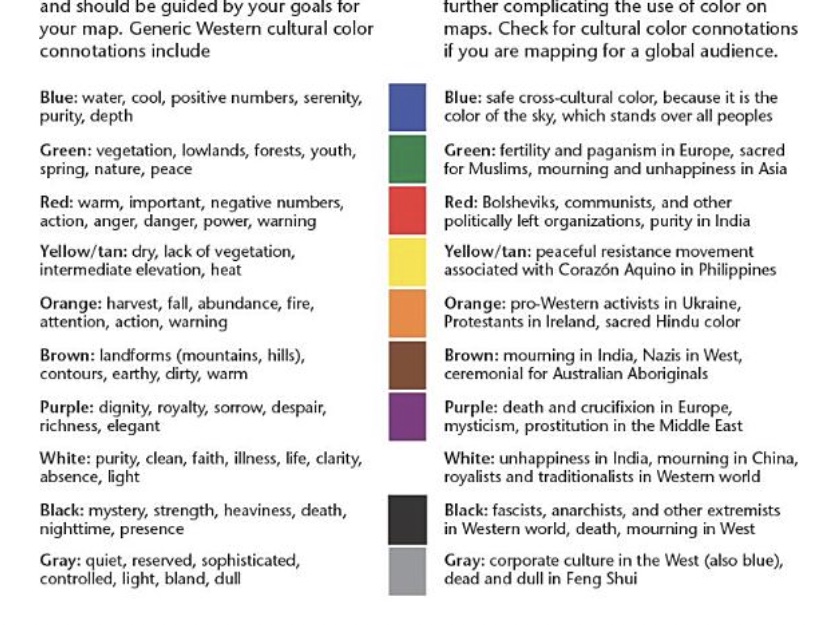 and should be guided by your goals for
your map. Generic Western cultural color
connotations include
Blue: water, cool, positive numbers, serenity,
purity, depth
Green: vegetation, lowlands, forests, youth,
spring, nature, peace
Red: warm, important, negative numbers,
action, anger, danger, power, warning
Yellow/tan: dry, lack of vegetation,
intermediate elevation, heat
Orange: harvest, fall, abundance, fire,
attention, action, warning
Brown: landforms (mountains, hills),
contours, earthy, dirty, warm
Purple: dignity, royalty, sorrow, despair,
richness, elegant
White: purity, clean, faith, illness, life, clarity,
absence, light
Black: mystery, strength, heaviness, death,
nighttime, presence
Gray: quiet, reserved, sophisticated,
controlled, light, bland, dull
further complicating the use of color on
maps. Check for cultural color connotations
if you are mapping for a global audience.
Blue: safe cross-cultural color, because it is the
color of the sky, which stands over all peoples
Green: fertility and paganism in Europe, sacred
for Muslims, mourning and unhappiness in Asia
Red: Bolsheviks, communists, and other
politically left organizations, purity in India
Yellow/tan: peaceful resistance movement
associated with Corazón Aquino in Philippines
Orange: pro-Western activists in Ukraine,
Protestants in Ireland, sacred Hindu color
Brown: mourning in India, Nazis in West,
ceremonial for Australian Aboriginals
Purple: death and crucifixion in Europe,
mysticism, prostitution in the Middle East
White: unhappiness in India, mourning in China,
royalists and traditionalists in Western world
Black: fascists, anarchists, and other extremists
in Western world, death, mourning in West
Gray: corporate culture in the West (also blue),
dead and dull in Feng Shui